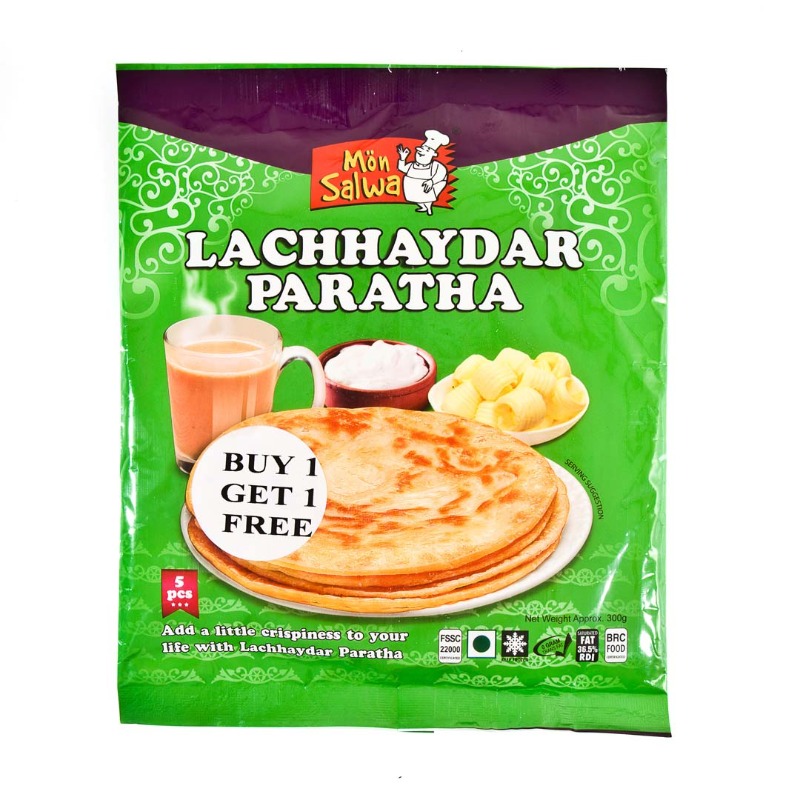 Mön
Salwa
LACHHAYDAR
PARATHA
BUY 1
GET 1
FREE
SERVING SUGGESTION
5
pcs
Net Weight Approx. 300g
Add a little crispiness to your
life with Lachhaydar Paratha
FSSC
22000
SATURATED
FAT
36.5%
RDI
BRC
FOOD